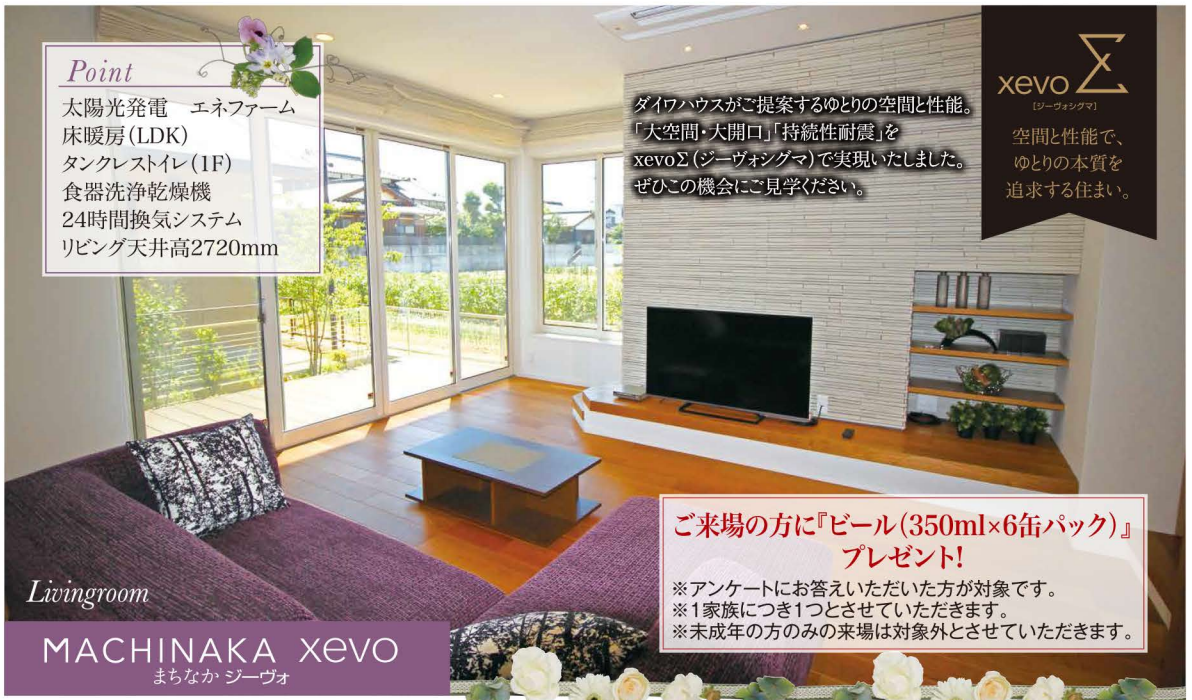 Point
太陽光発電　エネファーム
床暖房(LDK)
タンクレストイレ(1F)
食器洗浄乾燥機
24時間換気システム
リビング天井高2720mm
ダイワハウスがご提案するゆとりの空間と性能。
「大空間・大開口」「持続性耐震」を
xevoΣ(ジーヴォシグマ)で実現いたしました。
ぜひこの機会にご見学ください。
xevoΣ
[ジーヴォシグマ]
空間と性能で、
ゆとりの本質を
追求する住まい。
ご来場の方に『ビール(350ml×6缶パック)』
プレゼント!
※アンケートにお答えいただいた方が対象です。
※1家族につき1つとさせていただきます。
※未成年の方のみの来場は対象外とさせていただきます。
Livingroom
MACHINAKA xevo
まちなか ジーヴォ